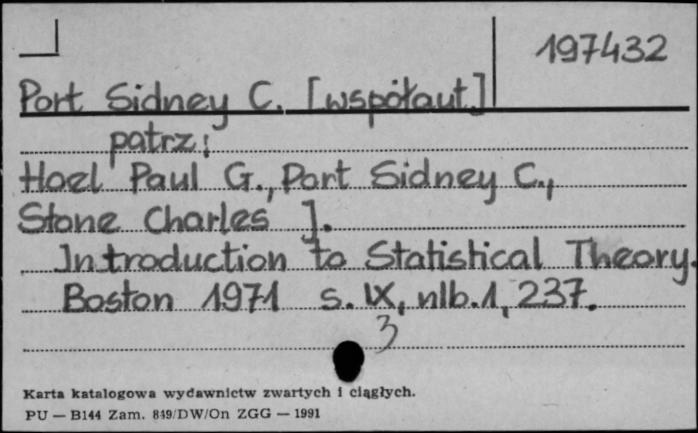 197432
Port Sidney C. [współaut.]
patrz:
Hoel Paul G., Port Sidney C.,
Stone Charles J.
Introduction to Statistical Theory.
Boston 1971 s. IX, nlb. 1, 237.
3
Karta katalogowa wydawnictw zwartych i ciągłych.
PU — B144 Zam. 849/DW/On ZGG — 1991